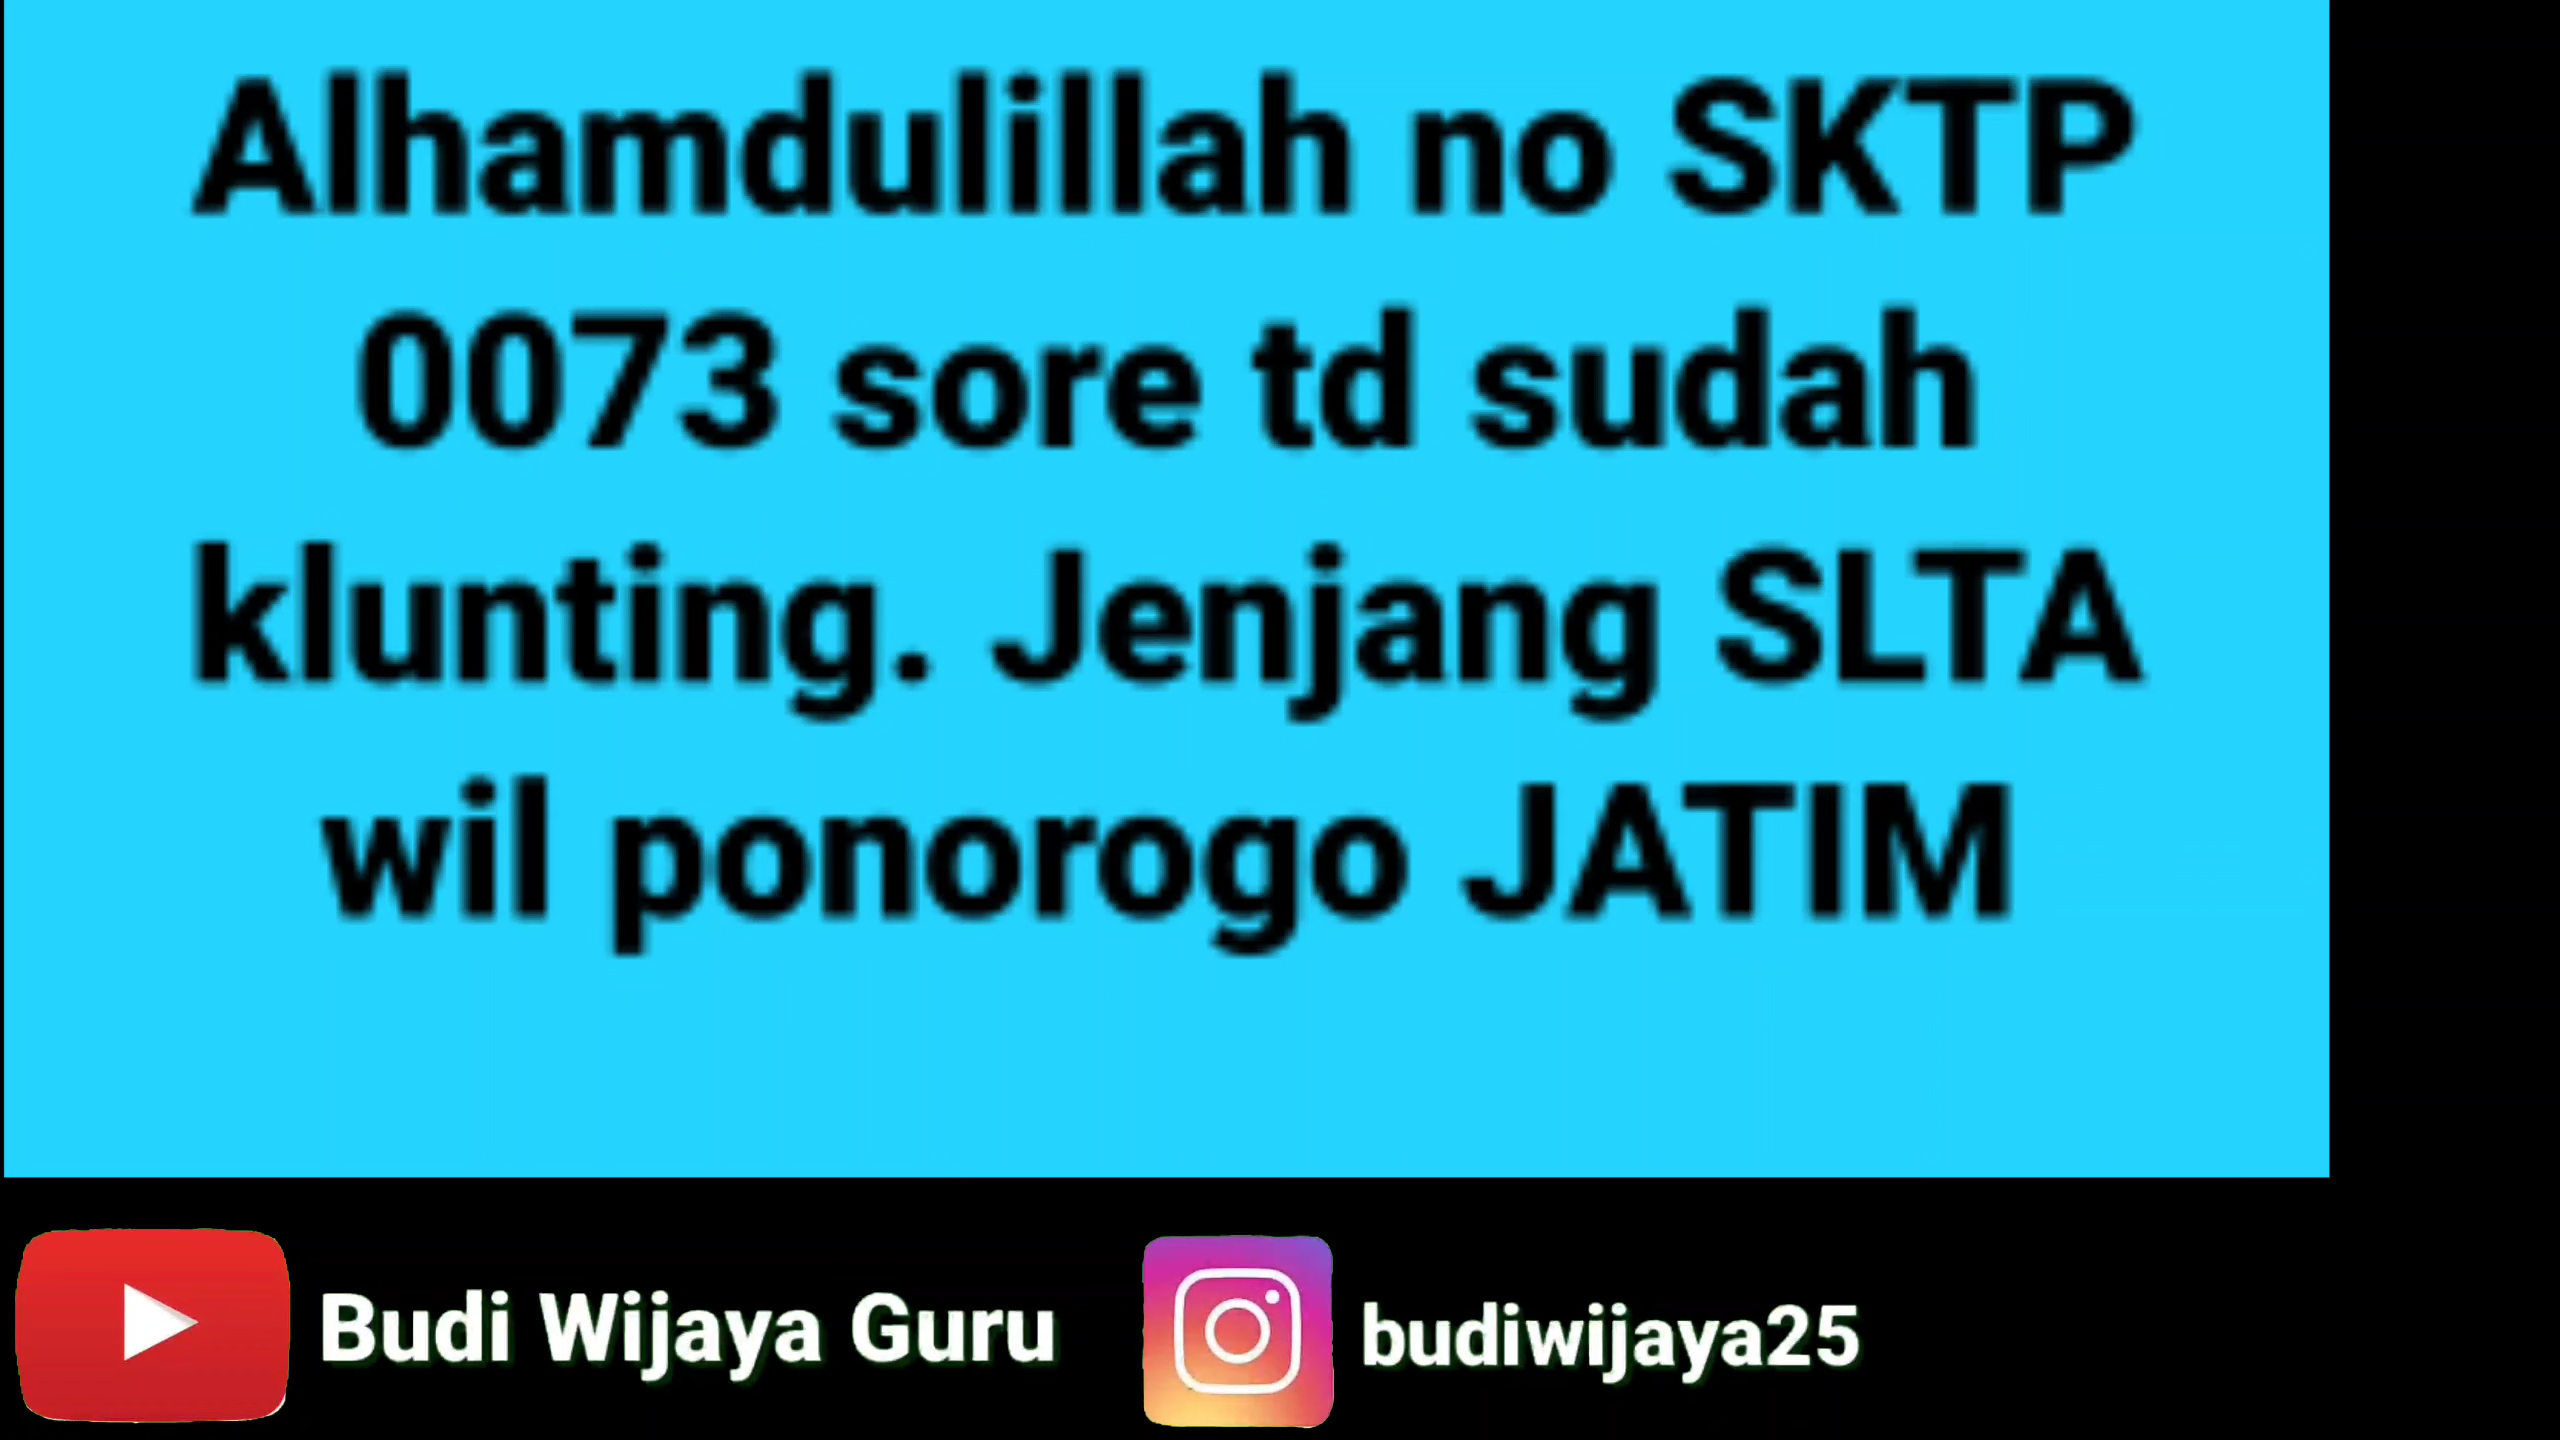 Alhamdulillah no SKTP
0073 sore td sudah
klunting. Jenjang SLTA
wil ponorogo JATIM
Budi Wijaya Guru
budiwijaya25